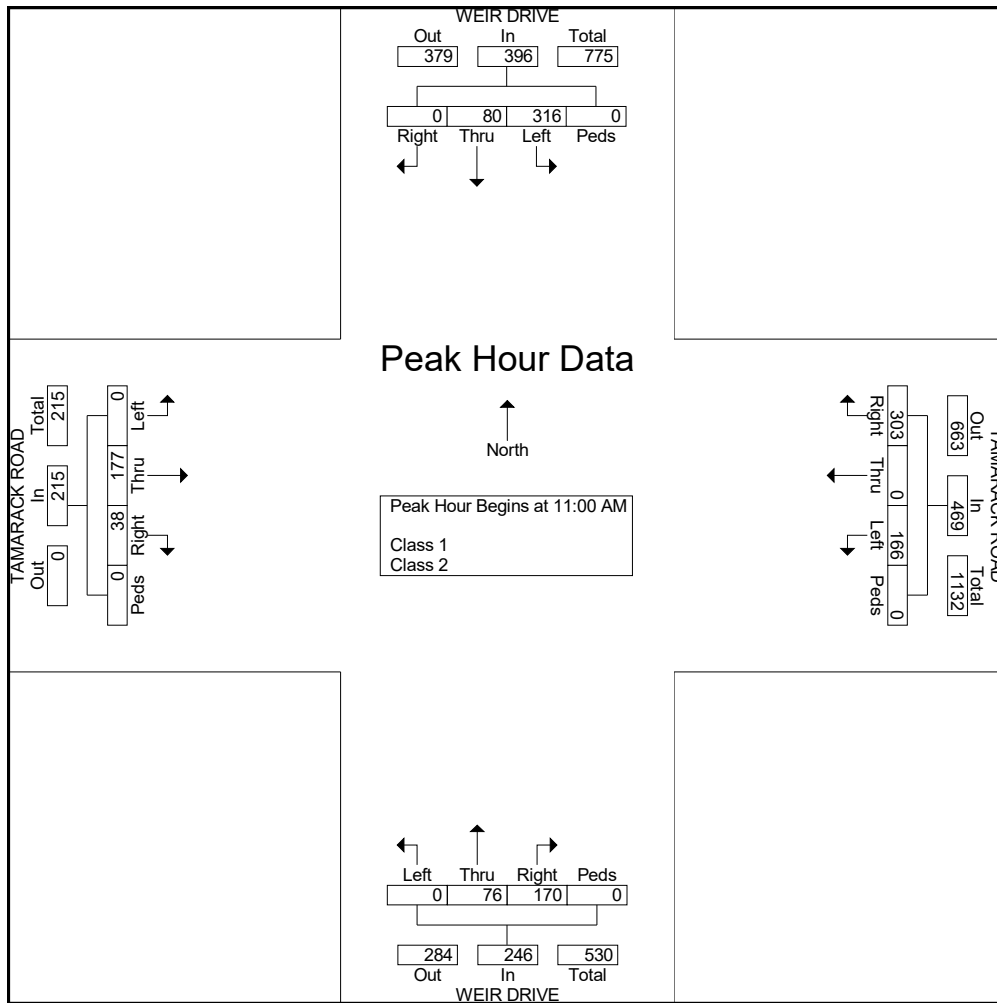 WEIR DRIVE
Out In Total
379 396 775
0 80 316 0
Right Thru Left Peds
Peak Hour Data
North
Peak Hour Begins at 11:00 AM
Class 1
Class 2
TAMARACK ROAD
Total In Out
215 215 0
0 177 38 0
Left Thru Right Peds
TAMARACK ROAD
Out In Total
663 469 1132
303 0 166 0
Right Thru Left Peds
Left Thru Right Peds
0 76 170 0
284 246 530
Out In Total
WEIR DRIVE